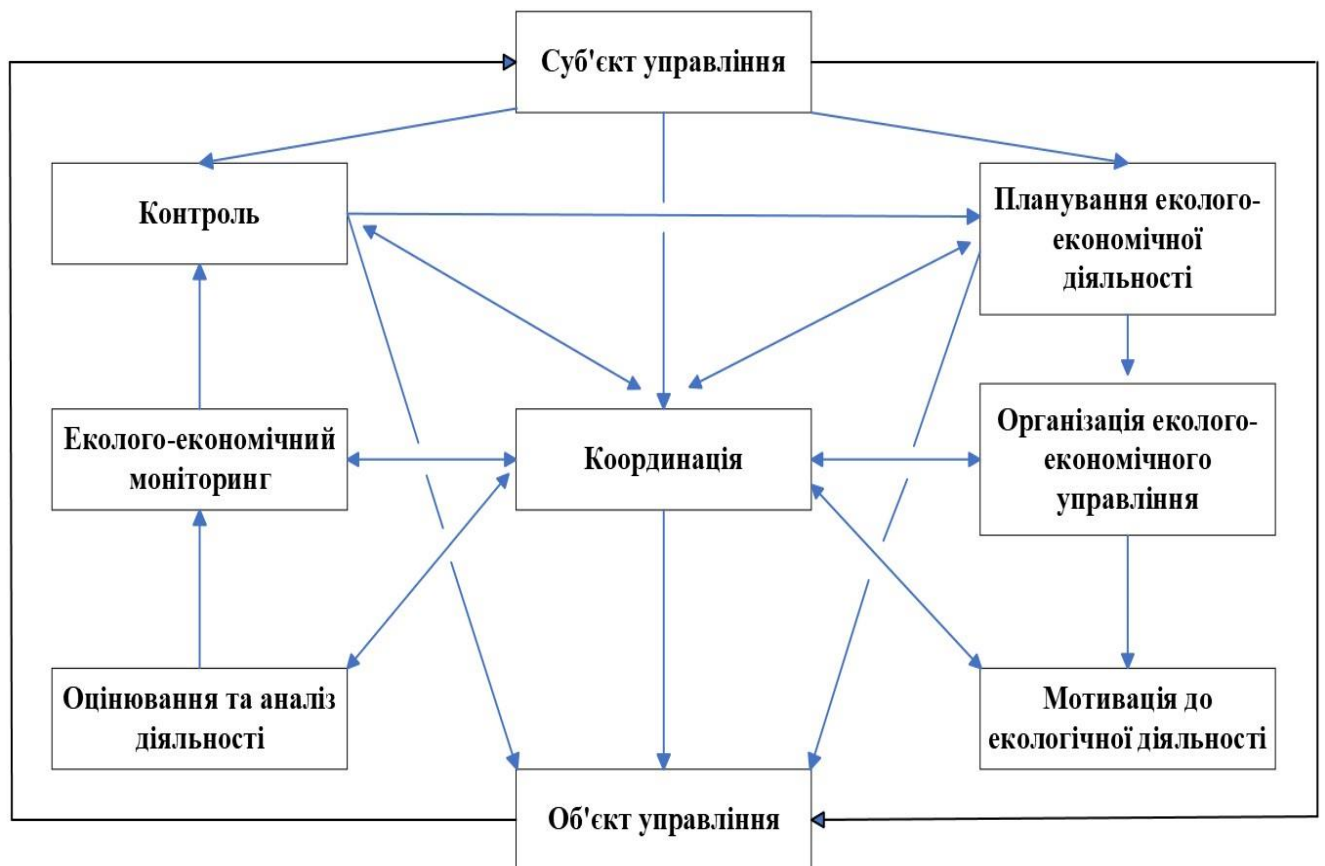 Суб'єкт управління
Контроль
Планування еколого-
економічної
діяльності
Еколого-економічний
моніторинг
Координація
Організація еколого-
економічного
управління
Оцінювання та аналіз
діяльності
Мотивація до
екологічної діяльності
Об'єкт управління